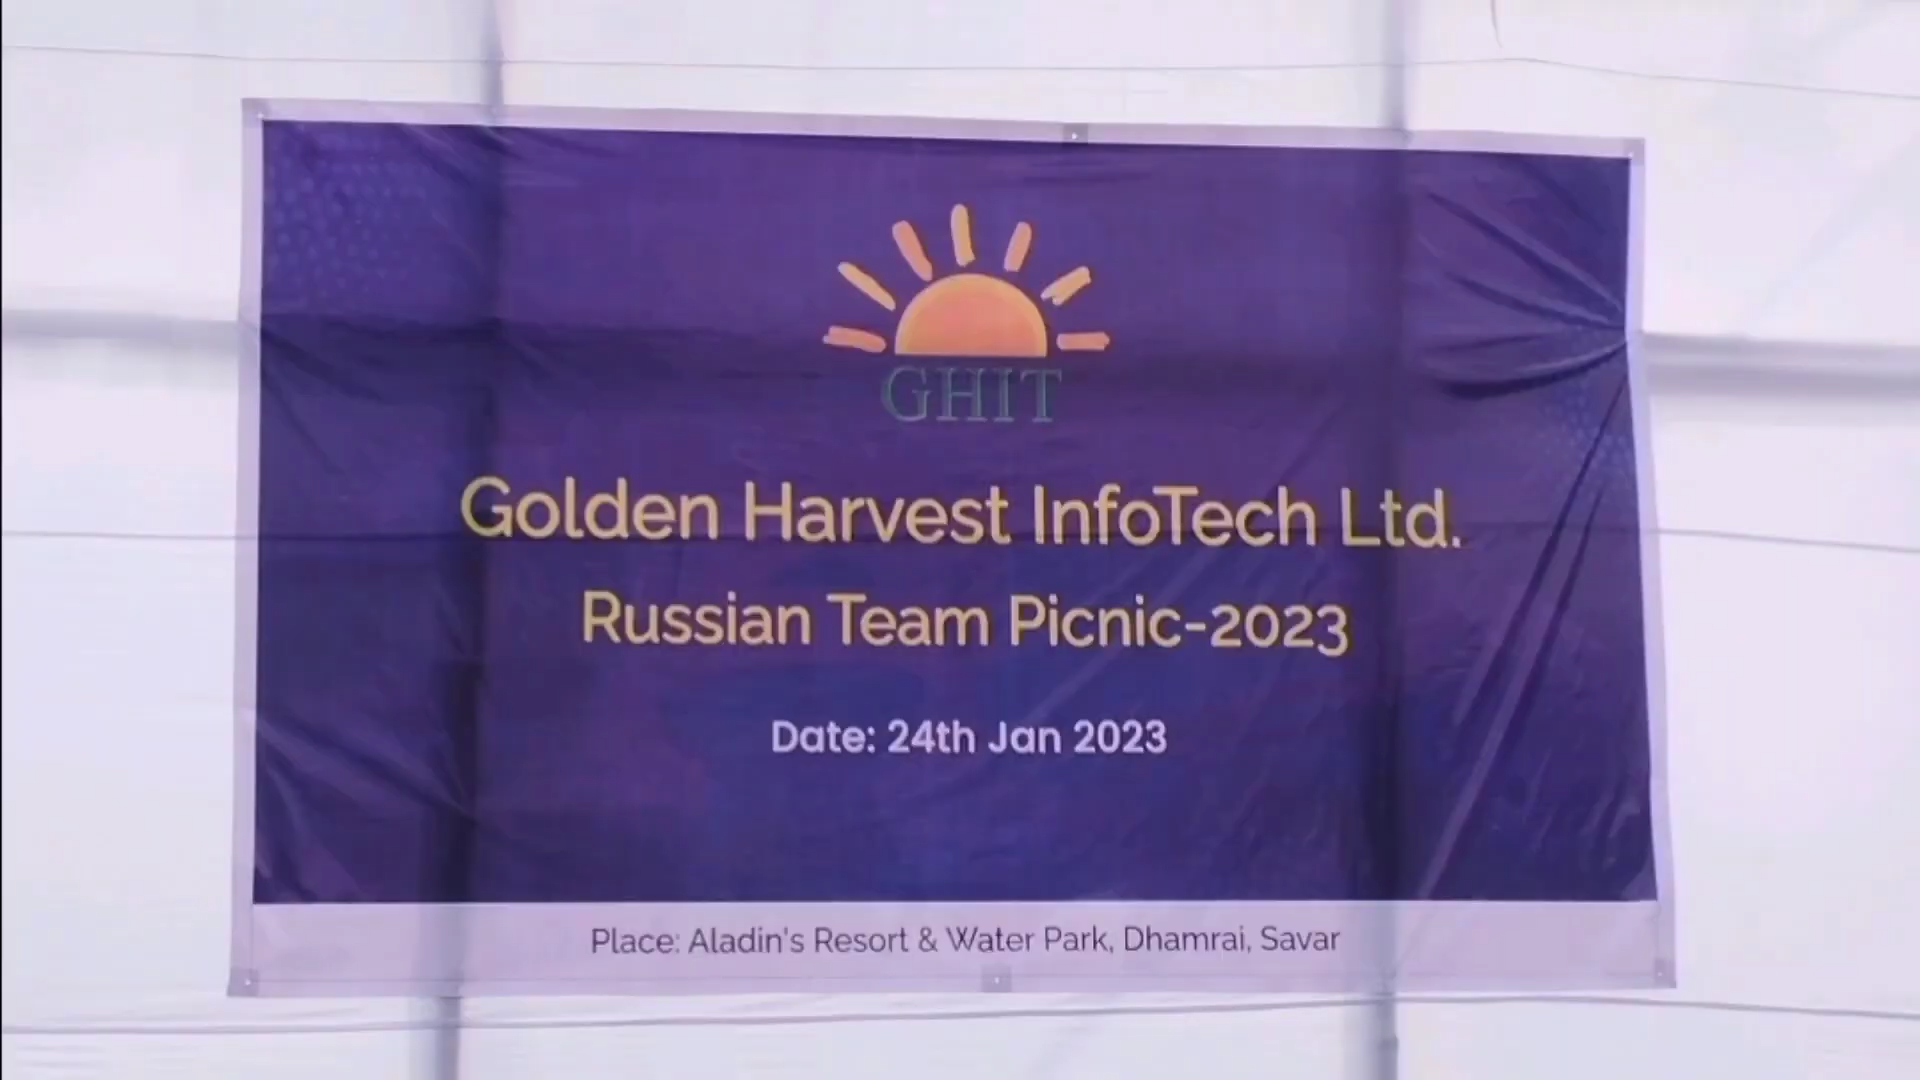 GHIT
Golden Harvest InfoTech Ltd.
Russian Team Picnic-2023
Date: 24th Jan 2023
Place: Aladin's Resort & Water Park, Dhamrai, Savar